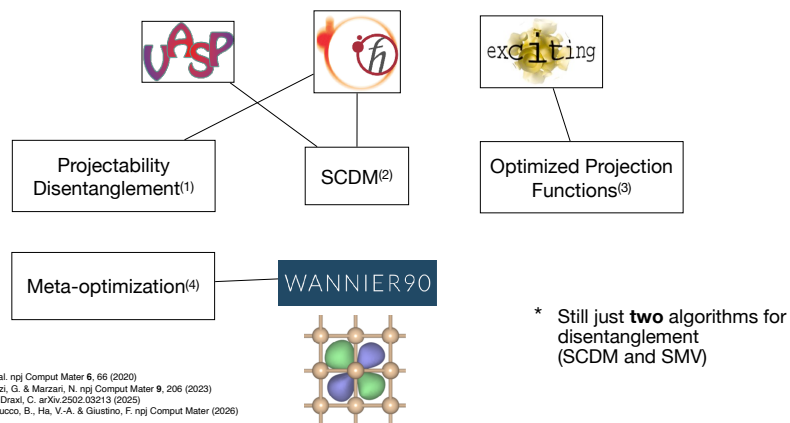 VASP
ħ
exciting
Projectability
Disentanglement(1)
SCDM(2)
Optimized Projection
Functions(3)
Meta-optimization(4)
WANNIER90
* Still just two algorithms for
disentanglement
(SCDM and SMV)
al. npj Comput Mater 6, 66 (2020)
zi, G. & Marzari, N. npj Comput Mater 9, 206 (2023)
Draxl, C. arXiv.2502.03213 (2025)
ucco, B., Ha, V.-A. & Giustino, F. npj Comput Mater (2026)